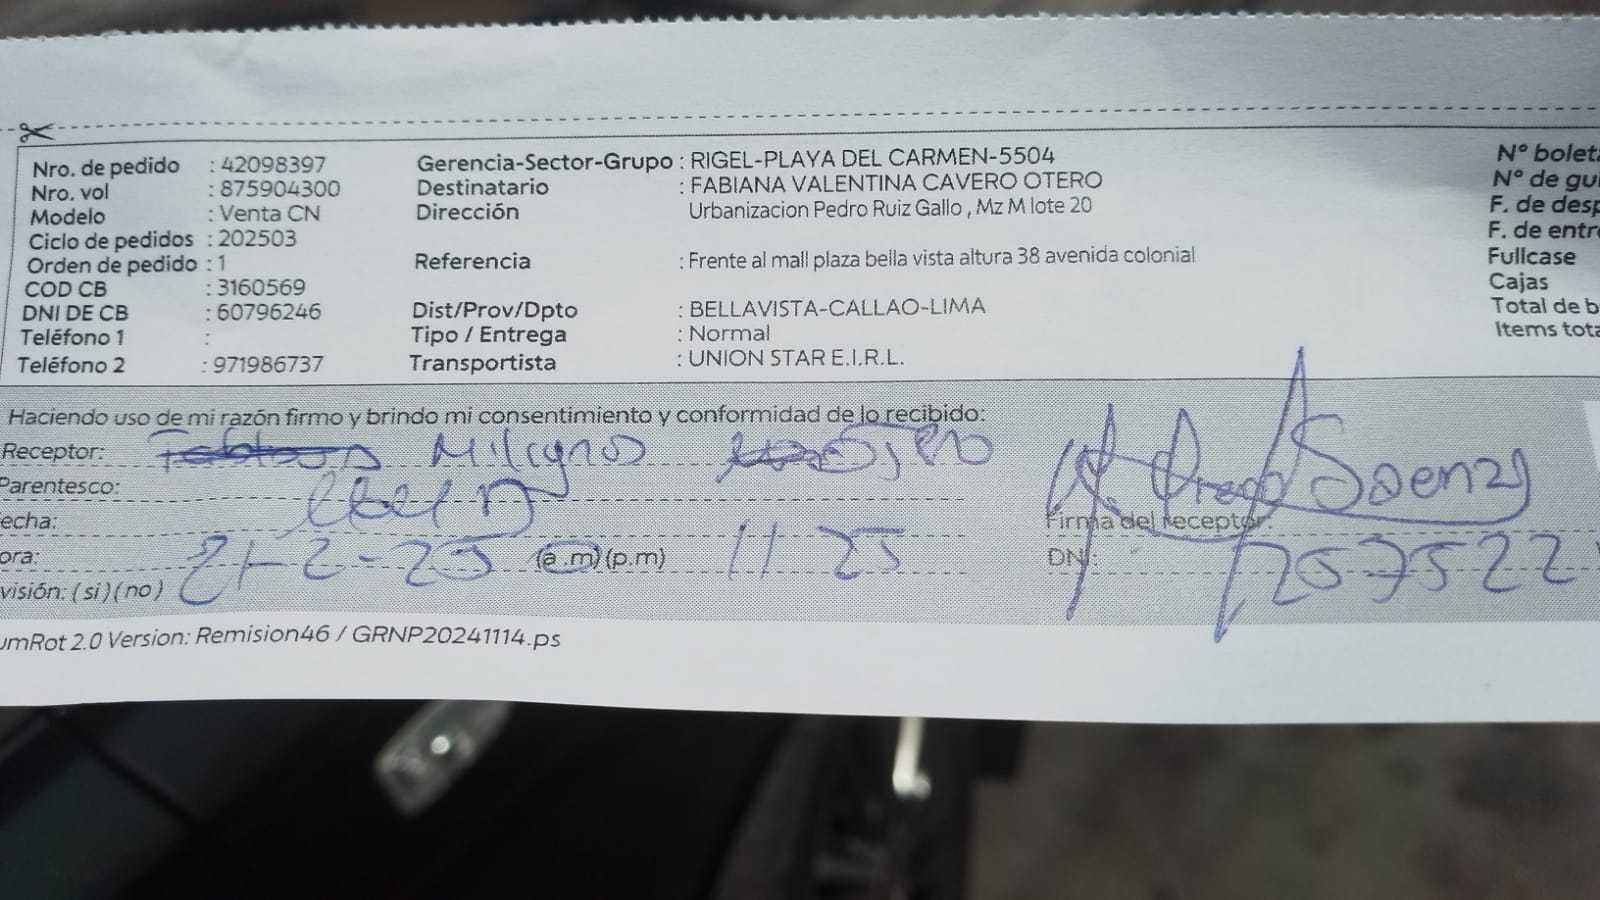 Nro. de pedido : 42098397
Nro. vol : 875904300
Modelo : Venta CN
Ciclo de pedidos : 202503
Orden de pedido : 1
COD CB : 3160569
DNI DE CB : 60796246
Teléfono 1 :
Teléfono 2 : 971986737
Gerencia-Sector-Grupo : RIGEL-PLAYA DEL CARMEN-5504
Destinatario : FABIANA VALENTINA CAVERO OTERO
Dirección Urbanizacion Pedro Ruiz Gallo , Mz M lote 20
Referencia : Frente al mall plaza bella vista altura 38 avenida colonial
Dist/Prov/Dpto : BELLAVISTA-CALLAO-LIMA
Tipo / Entrega : Normal
Transportista : UNION STAR E.I.R.L.
N° bolet
N° de gu
F. de desp
F. de entr
Fullcase
Cajas
Total de b
Items tota
Haciendo uso de mi razón firmo y brindo mi consentimiento y conformidad de lo recibido:
Receptor: Milagros
Parentesco:
echa:
ora: 21-2-25 (a.m)(p.m) 11 25
visión: (si)(no)
Saenz
Firma del receptor:
DNI: 7257522
umRot 2.0 Version: Remision46 / GRNP20241114.ps